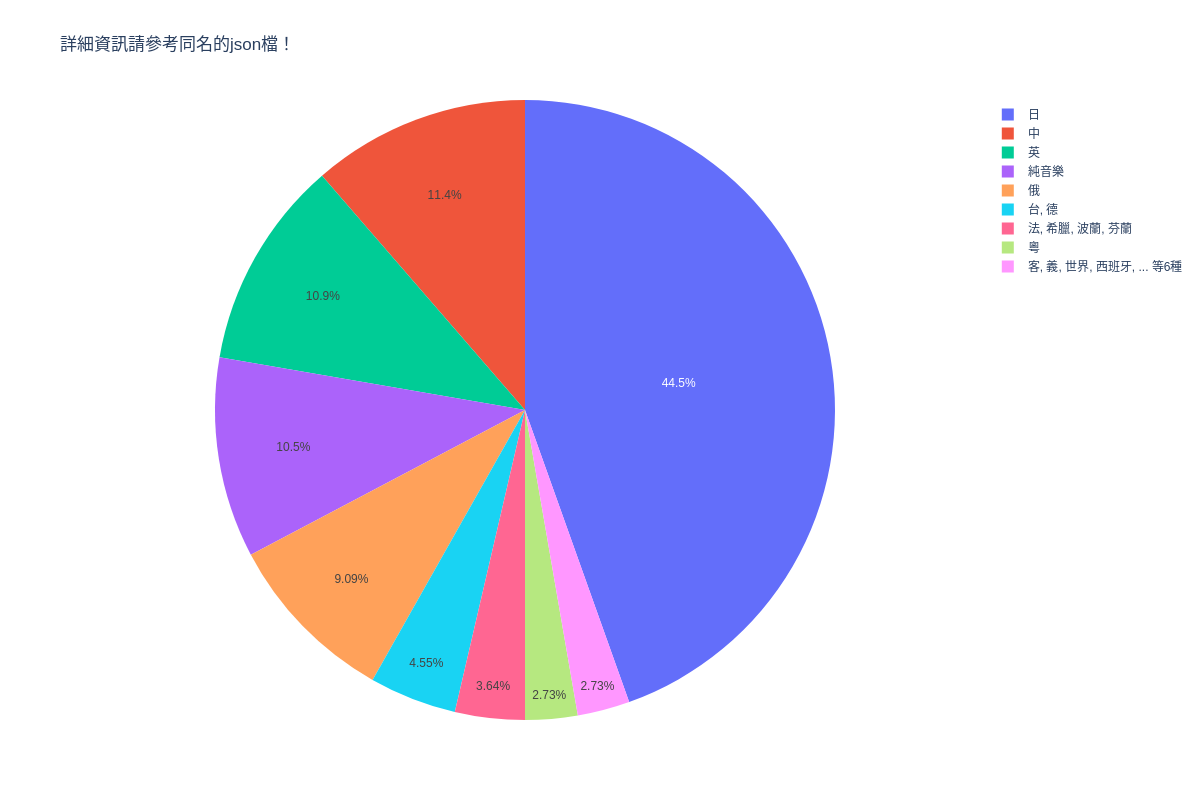 詳細資訊請參考同名的json檔！
日
中
英
純音樂
俄
台, 德
法, 希臘, 波蘭, 芬蘭
粵
客, 義, 世界, 西班牙, ... 等6種
11.4%
10.9%
44.5%
10.5%
9.09%
4.55%
3.64%
2.73%
2.73%